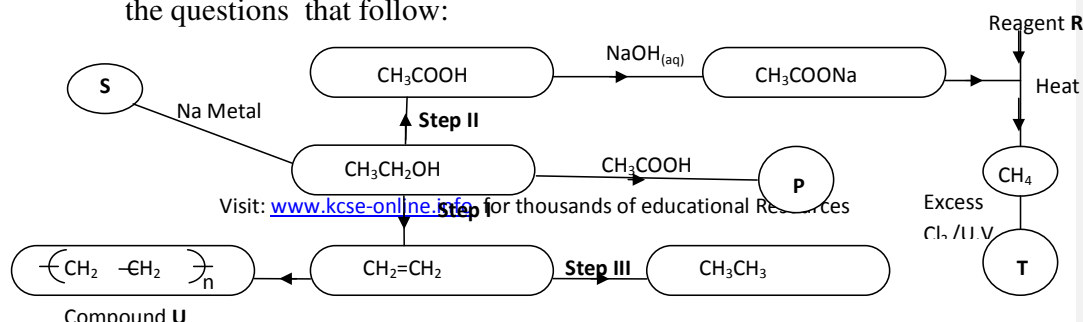 the questions that follow:
Reagent R
NaOH(aq)
CH₃COOH
CH₃COONa
Heat
S
Na Metal
Step II
CH₃CH₂OH
CH₃COOH
P
CH₄
Visit: www.kcse-online.info for thousands of educational Resources
Step I
Excess
Cl₂ /U.V
CH₂ CH₂
n
CH₂=CH₂
Step III
CH₃CH₃
T
Compound U